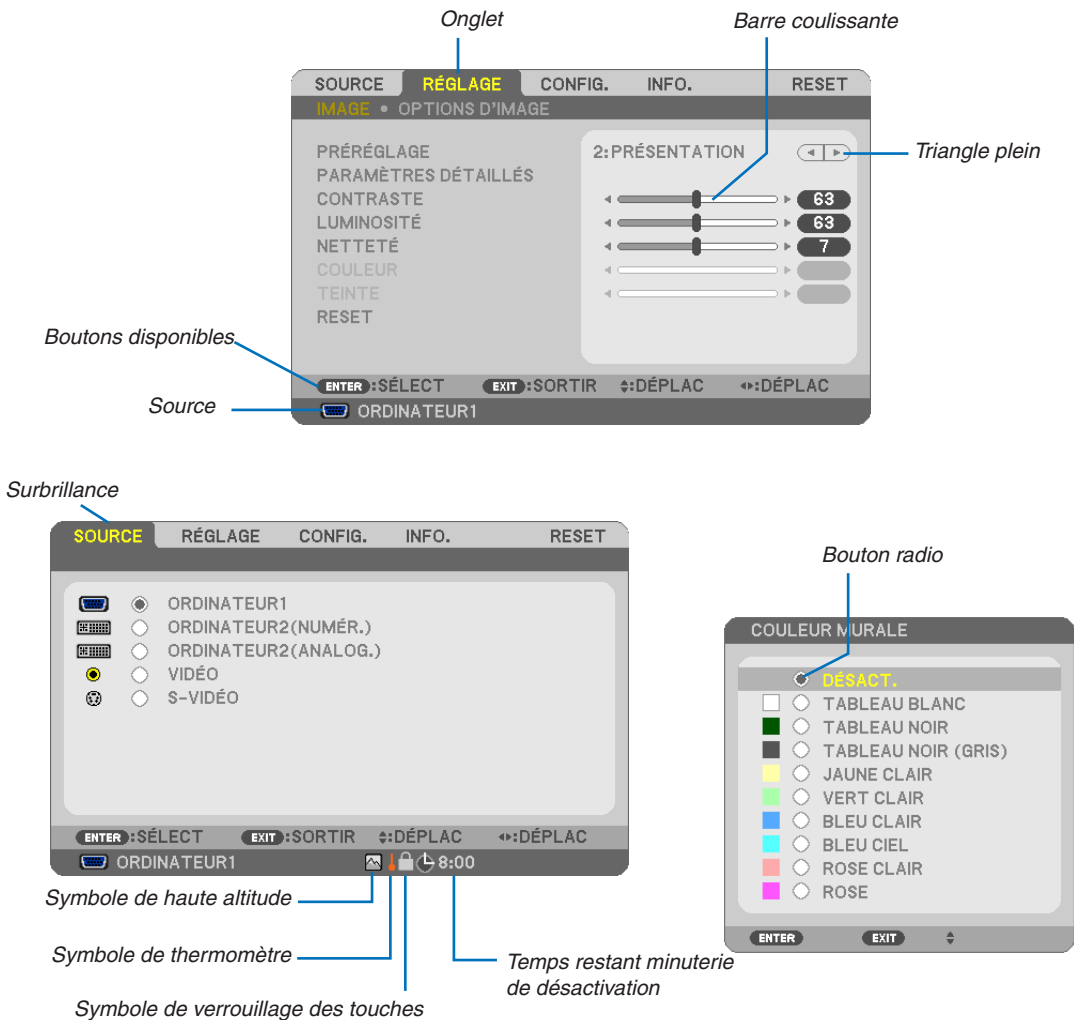 Onglet
Barre coulissante
SOURCE RÉGLAGE CONFIG. INFO. RESET
IMAGE • OPTIONS D'IMAGE
PRÉRÉGLAGE 2:PRÉSENTATION
Triangle plein
PARAMÈTRES DÉTAILLÉS
CONTRASTE 63
LUMINOSITÉ 63
NETTETÉ 7
COULEUR
TEINTE
RESET
Boutons disponibles
ENTER :SÉLECT EXIT :SORTIR :DÉPLAC :DÉPLAC
Source
ORDINATEUR1
Surbrillance
SOURCE RÉGLAGE CONFIG. INFO. RESET
ORDINATEUR1
ORDINATEUR2(NUMÉR.)
ORDINATEUR2(ANALOG.)
VIDÉO
S-VIDÉO
ENTER :SÉLECT EXIT :SORTIR :DÉPLAC :DÉPLAC
ORDINATEUR1 8:00
Symbole de haute altitude
Symbole de thermomètre
Symbole de verrouillage des touches
Temps restant minuterie
de désactivation
Bouton radio
COULEUR MURALE
DÉSACT.
TABLEAU BLANC
TABLEAU NOIR
TABLEAU NOIR (GRIS)
JAUNE CLAIR
VERT CLAIR
BLEU CLAIR
BLEU CIEL
ROSE CLAIR
ROSE
ENTER EXIT